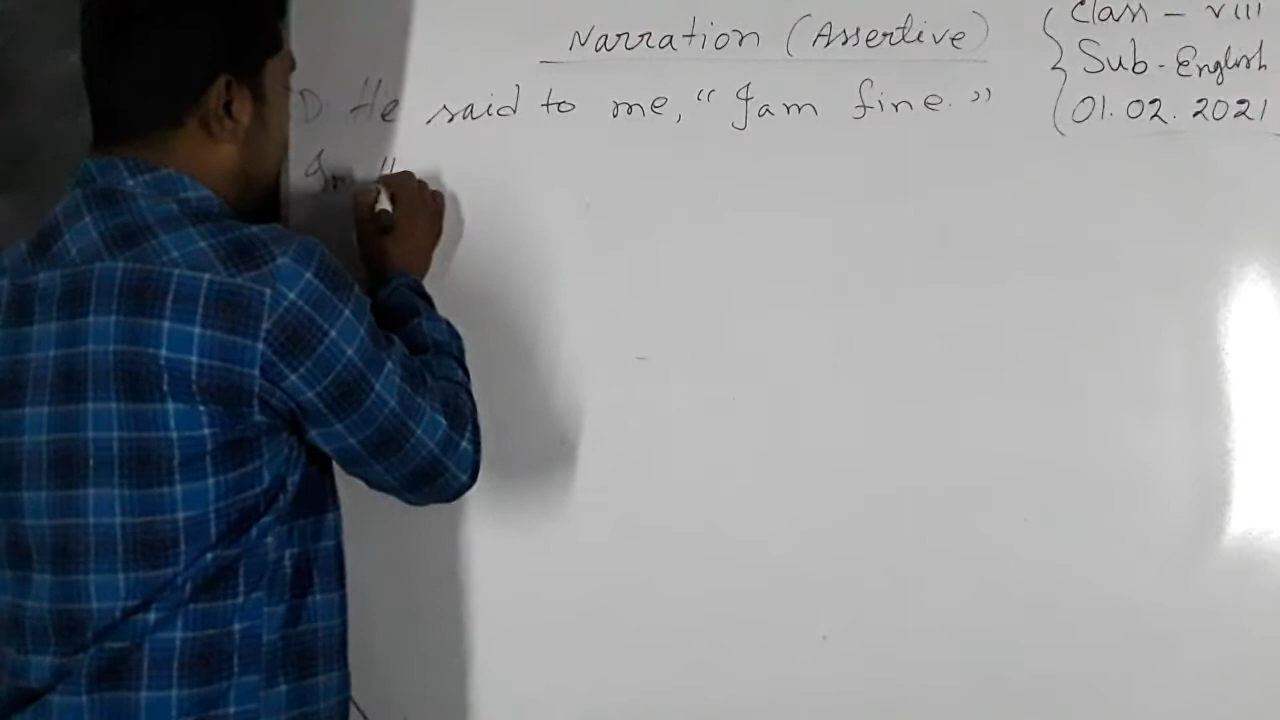 Narration (Assertive)
Class - VIII
Sub - English
01.02.2021
D. He said to me, "I am fine."